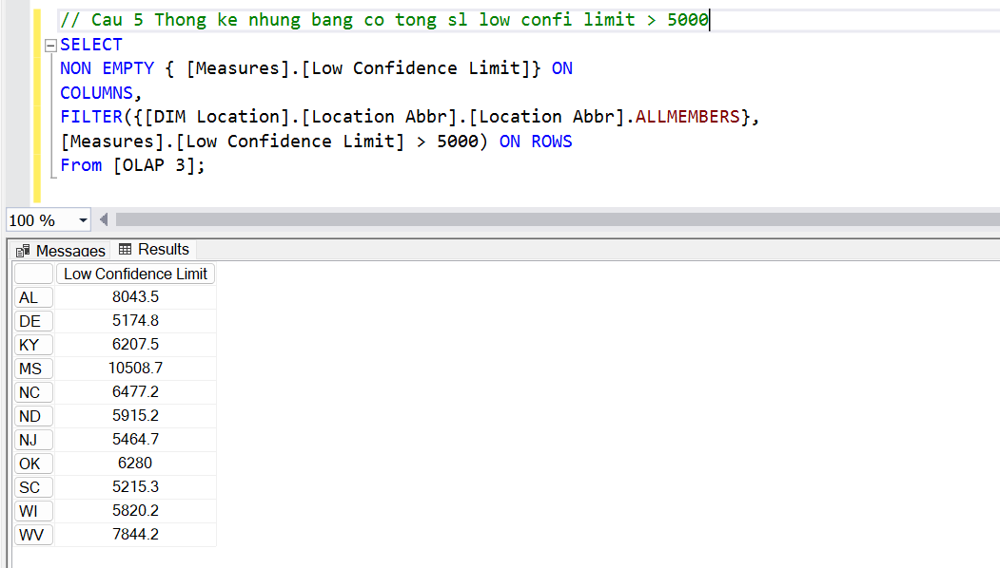 // Cau 5 Thong ke nhung bang co tong sl low confi limit > 5000
SELECT
NON EMPTY { [Measures].[Low Confidence Limit]} ON
COLUMNS,
FILTER({[DIM Location].[Location Abbr].[Location Abbr].ALLMEMBERS},
[Measures].[Low Confidence Limit] > 5000) ON ROWS
From [OLAP 3];
100 %
Messages Results
Low Confidence Limit
AL 8043.5
DE 5174.8
KY 6207.5
MS 10508.7
NC 6477.2
ND 5915.2
NJ 5464.7
OK 6280
SC 5215.3
WI 5820.2
WV 7844.2